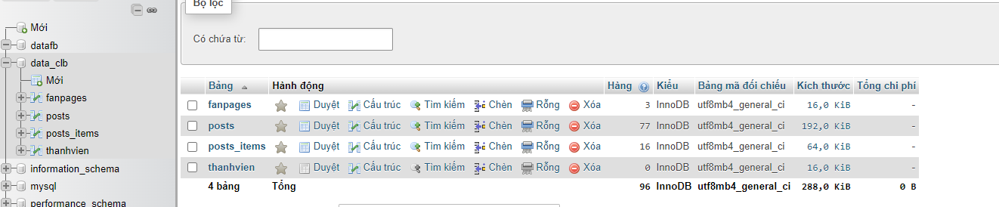 Bộ lọc
Có chứa từ:
Mới
datafb
data_clb
Mới
fanpages
posts
posts_items
thanhvien
information_schema
mysql
performance_schema
Bảng Hành động Hàng Kiểu Bảng mã đối chiếu Kích thước Tổng chi phí
fanpages Duyệt Cấu trúc Tìm kiếm Chèn Rỗng Xóa 3 InnoDB utf8mb4_general_ci 16,0 KiB -
posts Duyệt Cấu trúc Tìm kiếm Chèn Rỗng Xóa 77 InnoDB utf8mb4_general_ci 192,0 KiB -
posts_items Duyệt Cấu trúc Tìm kiếm Chèn Rỗng Xóa 16 InnoDB utf8mb4_general_ci 64,0 KiB -
thanhvien Duyệt Cấu trúc Tìm kiếm Chèn Rỗng Xóa 0 InnoDB utf8mb4_general_ci 16,0 KiB -
4 bảng Tổng 96 InnoDB utf8mb4_general_ci 288,0 KiB 0 B